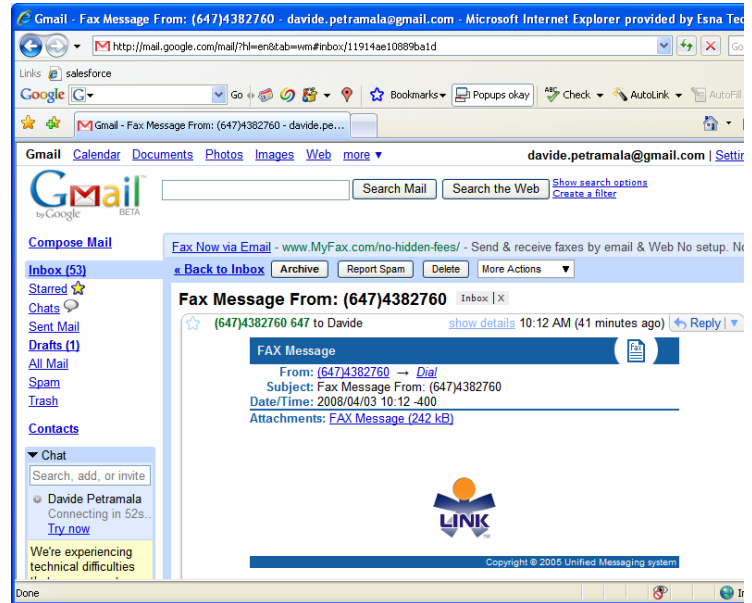 Gmail - Fax Message From: (647)4382760 - davide.petramala@gmail.com - Microsoft Internet Explorer provided by Esna Tec
http://mail.google.com/mail/?hl=en&tab=wm#inbox/11914ae10889ba1d
Go
Links salesforce
Google G Go Bookmarks Popups okay ABC Check AutoLink AutoFill
Gmail - Fax Message From: (647)4382760 - davide.pe...
Gmail Calendar Documents Photos Images Web more ▼ davide.petramala@gmail.com | Settin
Gmail
by Google BETA
Search Mail Search the Web Show search options
Create a filter
Compose Mail
Fax Now via Email - www.MyFax.com/no-hidden-fees/ - Send & receive faxes by email & Web No setup. No
Inbox (53)
« Back to Inbox Archive Report Spam Delete More Actions ▼
Starred
Chats
Sent Mail
Drafts (1)
All Mail
Spam
Trash
Contacts
Fax Message From: (647)4382760 Inbox | X
(647)4382760 647 to Davide show details 10:12 AM (41 minutes ago) Reply ▼
FAX Message Fax
From: (647)4382760 → Dial
Subject: Fax Message From: (647)4382760
Date/Time: 2008/04/03 10:12 -400
Attachments: FAX Message (242 kB)
▼ Chat
Search, add, or invite
Davide Petramala
Connecting in 52s..
Try now
We're experiencing
technical difficulties
LINK
Copyright © 2005 Unified Messaging system
Done